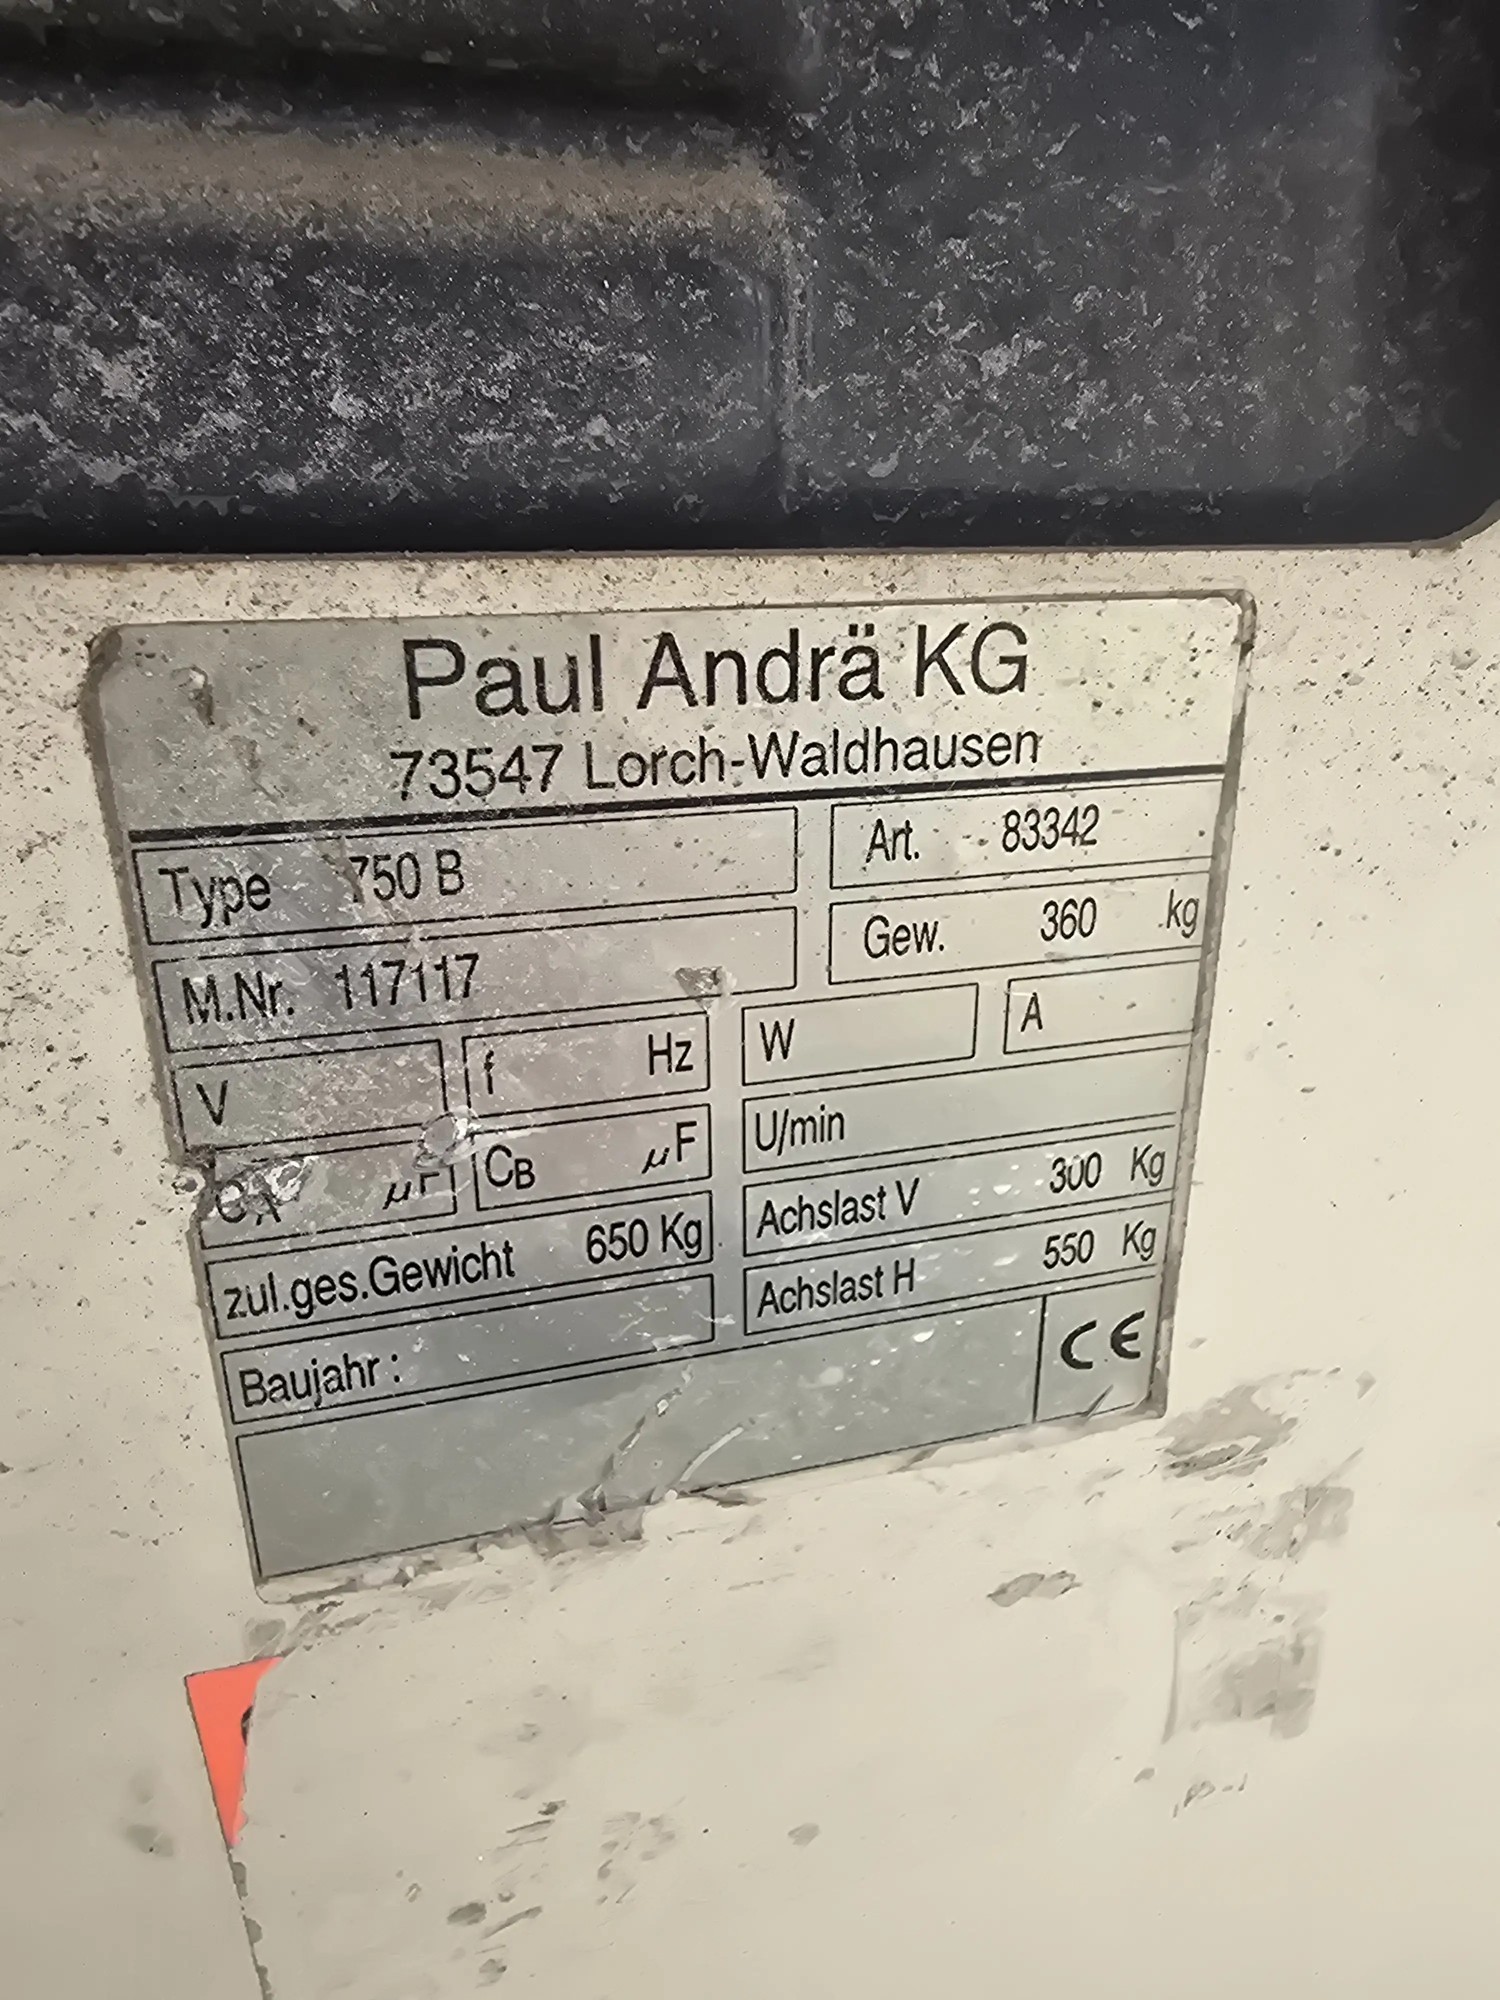 Paul Andrä KG
73547 Lorch-Waldhausen
Type 750 B Art. 83342
M.Nr. 117117 Gew. 360 kg
V f Hz W A
CA µF CB µF U/min
zul.ges.Gewicht 650 Kg Achslast V 300 Kg
Baujahr: Achslast H 550 Kg
CE